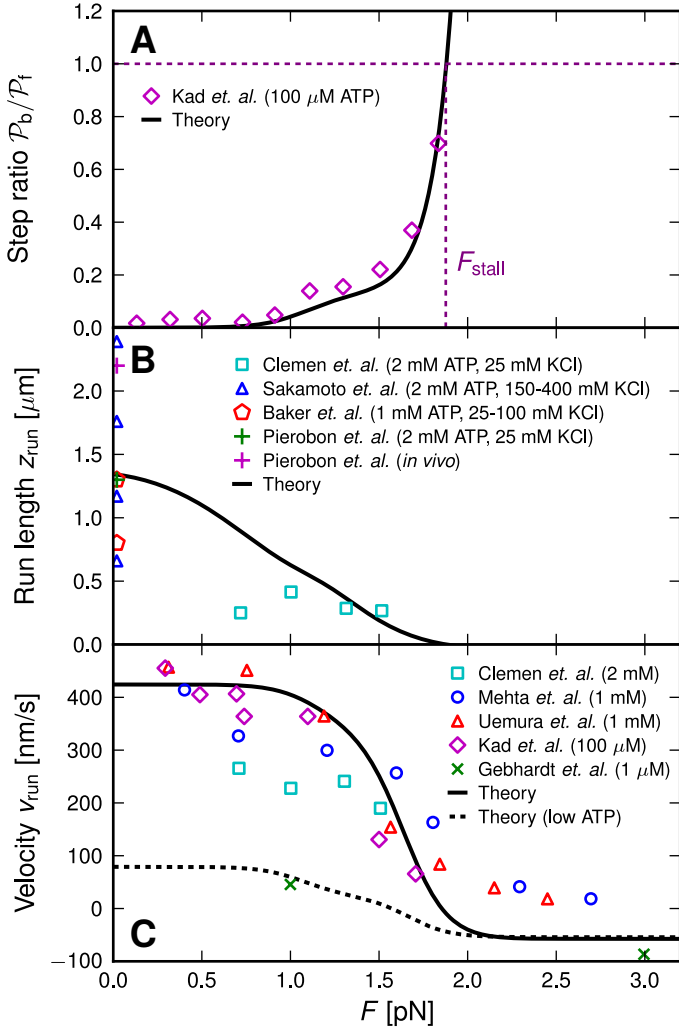 A
Step ratio 𝒫b/𝒫f
1.2
1.0
0.8
0.6
0.4
0.2
0.0
Kad et. al. (100 μM ATP)
Theory
Fstall
B
Run length zrun [μm]
2.0
1.5
1.0
0.5
0.0
Clemen et. al. (2 mM ATP, 25 mM KCl)
Sakamoto et. al. (2 mM ATP, 150-400 mM KCl)
Baker et. al. (1 mM ATP, 25-100 mM KCl)
Pierobon et. al. (2 mM ATP, 25 mM KCl)
Pierobon et. al. (in vivo)
Theory
C
Velocity vrun [nm/s]
400
300
200
100
0
−100
Clemen et. al. (2 mM)
Mehta et. al. (1 mM)
Uemura et. al. (1 mM)
Kad et. al. (100 μM)
Gebhardt et. al. (1 μM)
Theory
Theory (low ATP)
0.0 0.5 1.0 1.5 2.0 2.5 3.0
F [pN]